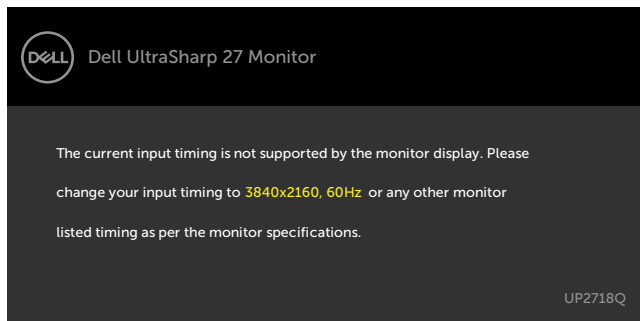 DELL
Dell UltraSharp 27 Monitor
The current input timing is not supported by the monitor display. Please
change your input timing to 3840x2160, 60Hz or any other monitor
listed timing as per the monitor specifications.
UP2718Q